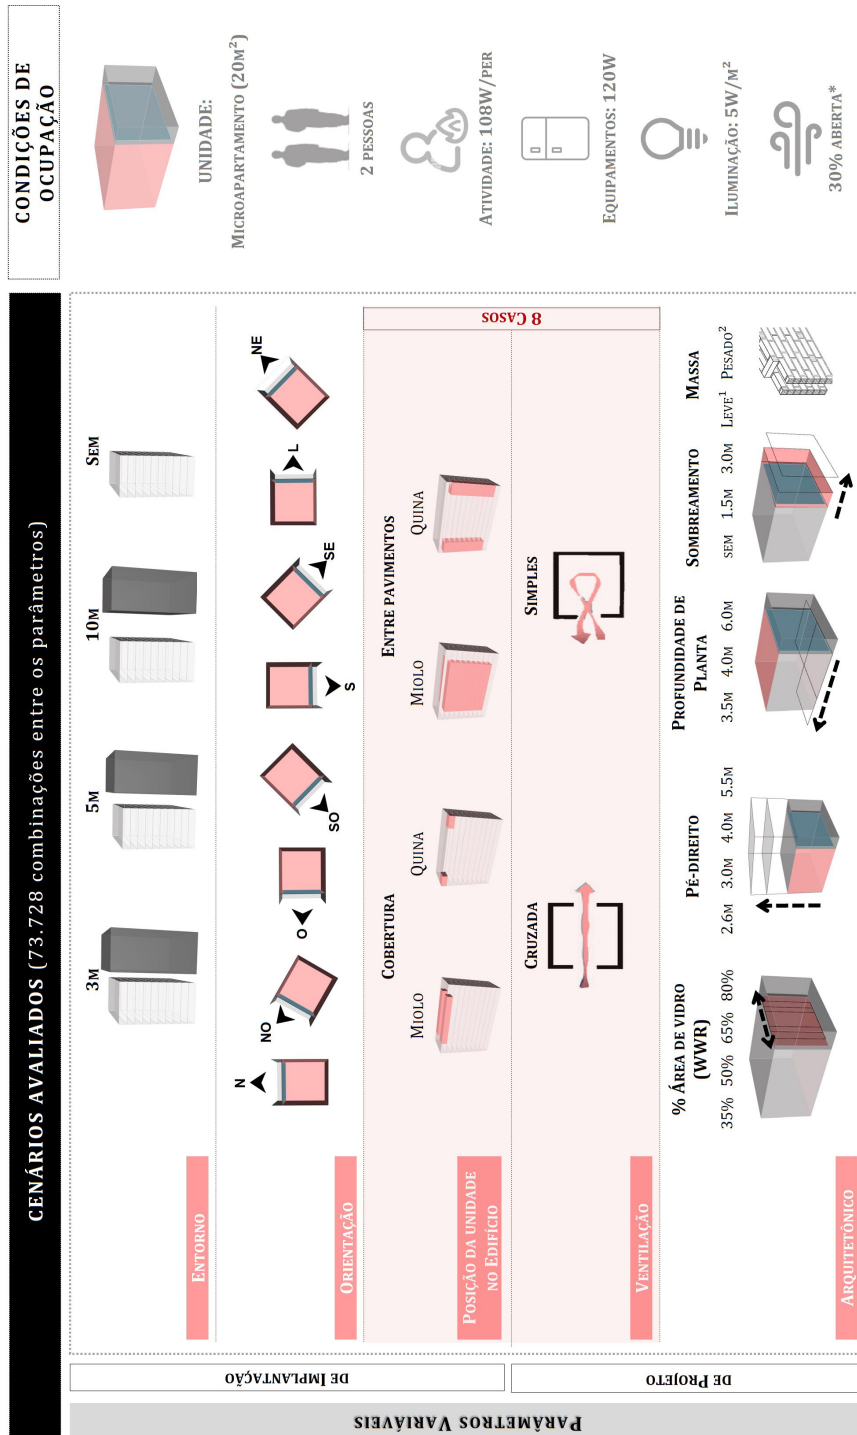 CENÁRIOS AVALIADOS (73.728 combinações entre os parâmetros)
CONDIÇÕES DE
OCUPAÇÃO
PARÂMETROS VARIÁVEIS
DE IMPLANTAÇÃO
ENTORNO
3M
5M
10M
SEM
ORIENTAÇÃO
N
NO
O
SO
S
SE
L
NE
POSIÇÃO DA UNIDADE
NO EDIFÍCIO
COBERTURA
MIOLO
QUINA
ENTRE PAVIMENTOS
MIOLO
QUINA
8 CASOS
DE PROJETO
VENTILAÇÃO
CRUZADA
SIMPLES
ARQUITETÔNICO
% ÁREA DE VIDRO
(WWR)
35% 50% 65% 80%
PÉ-DIREITO
2.6M 3.0M 4.0M 5.5M
PROFUNDIDADE DE
PLANTA
3.5M 4.0M 6.0M
SOMBREAMENTO
SEM 1.5M 3.0M
MASSA
LEVE¹ PESADO²
UNIDADE:
MICROAPARTAMENTO (20M²)
2 PESSOAS
ATIVIDADE: 108W/PER
EQUIPAMENTOS: 120W
ILUMINAÇÃO: 5W/M²
30% ABERTA*